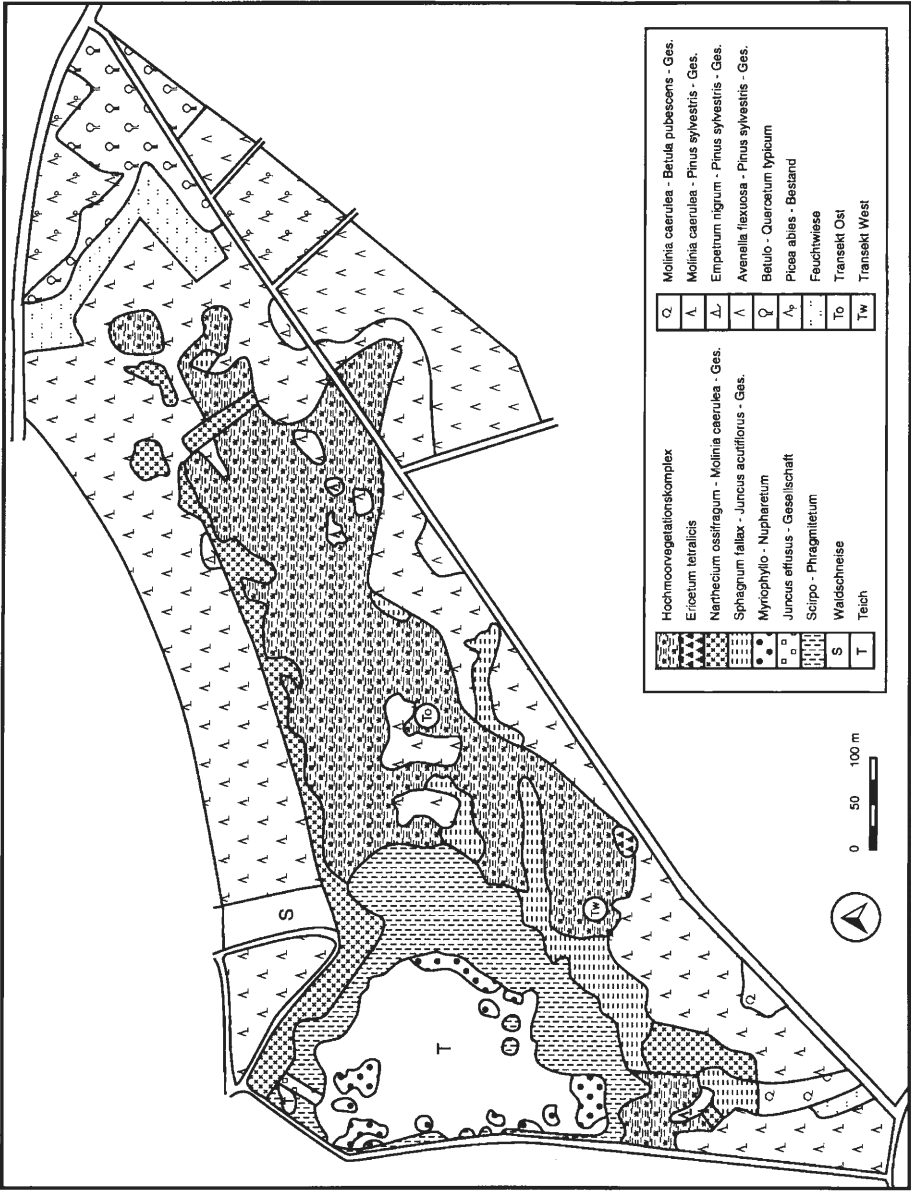 Hochmoorvegetationskomplex
Ericetum tetralicis
Narthecium ossifragum - Molinia caerulea - Ges.
Sphagnum fallax - Juncus acutiflorus - Ges.
Myriophyllo - Nupharetum
Juncus effusus - Gesellschaft
Scirpo - Phragmitetum
S Waldschneise
T Teich
Molinia caerulea - Betula pubescens - Ges.
Molinia caerulea - Pinus sylvestris - Ges.
Empetrum nigrum - Pinus sylvestris - Ges.
Avenella flexuosa - Pinus sylvestris - Ges.
Betulo - Quercetum typicum
Picea abies - Bestand
Feuchtwiese
To Transekt Ost
Tw Transekt West
0 50 100 m
S
T
To
Tw